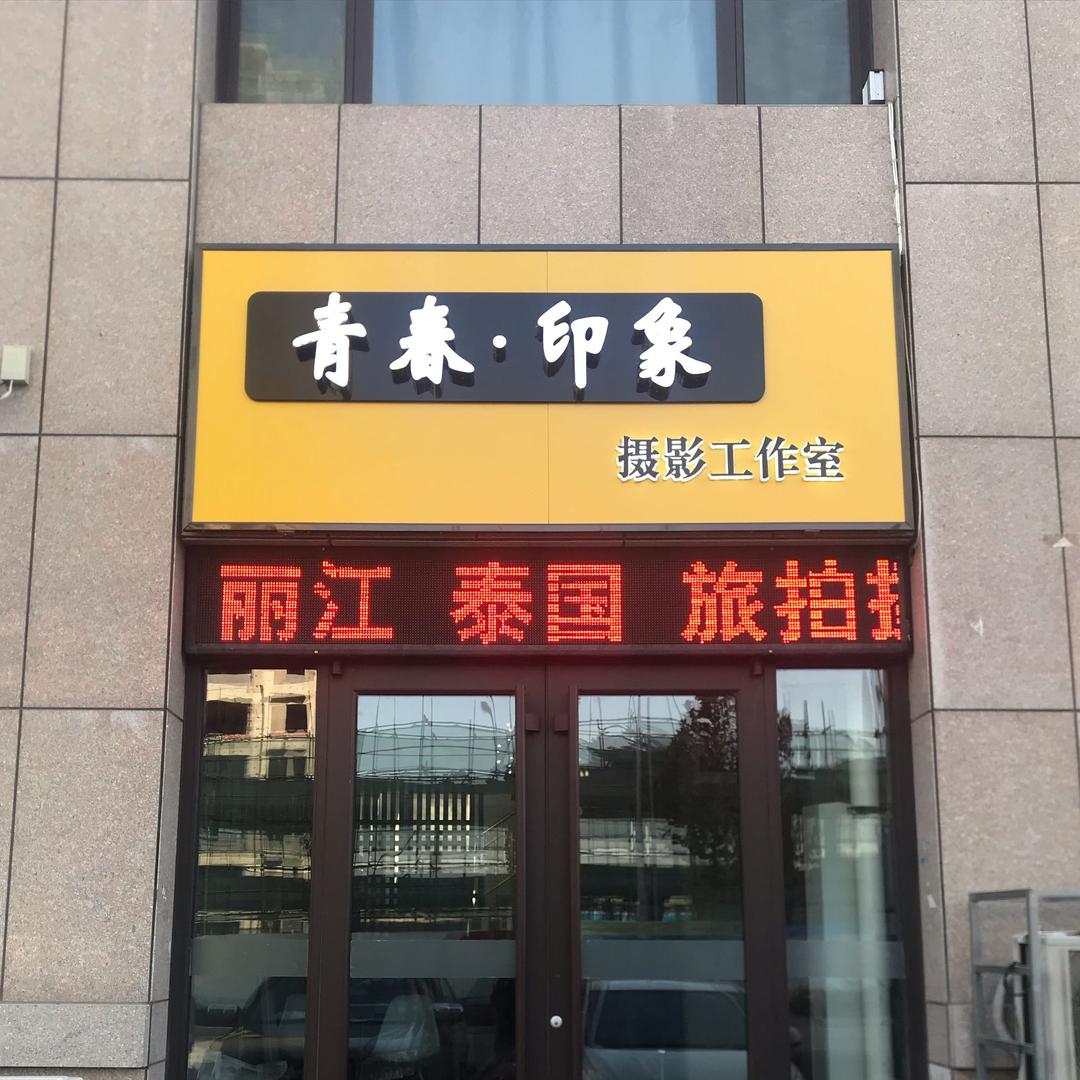 青春·印象
摄影工作室
丽江 泰国 旅拍